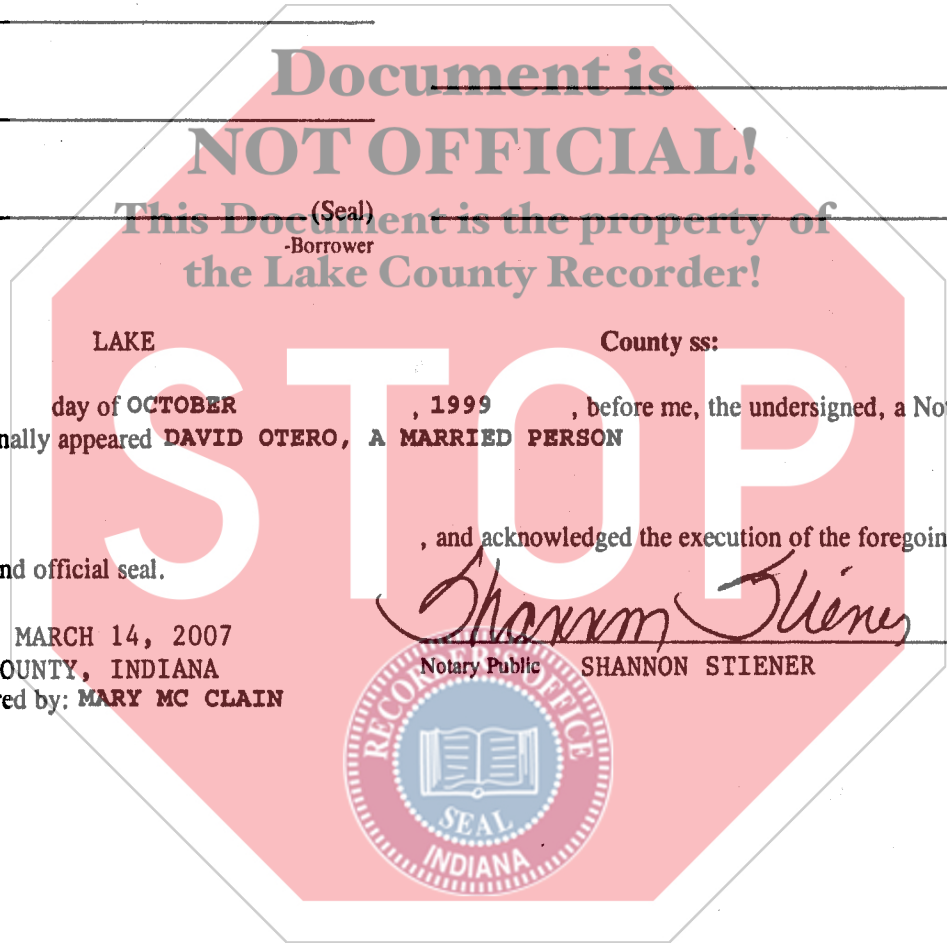 Document is
NOT OFFICIAL!
(Seal)
This Document is the property of
-Borrower
the Lake County Recorder!
LAKE County ss:
STOP
day of OCTOBER , 1999 , before me, the undersigned, a No
nally appeared DAVID OTERO, A MARRIED PERSON
, and acknowledged the execution of the foregoin
nd official seal.
Shannon Stiener
MARCH 14, 2007
OUNTY, INDIANA
Notary Public SHANNON STIENER
ed by: MARY MC CLAIN
RECORDER'S OFFICE
SEAL
INDIANA